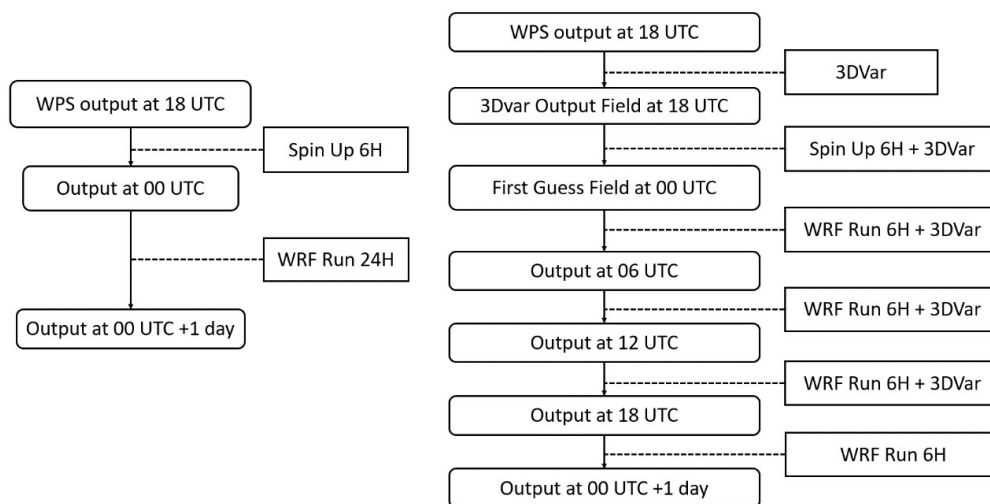 WPS output at 18 UTC
Spin Up 6H
Output at 00 UTC
WRF Run 24H
Output at 00 UTC +1 day
WPS output at 18 UTC
3DVar
3Dvar Output Field at 18 UTC
Spin Up 6H + 3DVar
First Guess Field at 00 UTC
WRF Run 6H + 3DVar
Output at 06 UTC
WRF Run 6H + 3DVar
Output at 12 UTC
WRF Run 6H + 3DVar
Output at 18 UTC
WRF Run 6H
Output at 00 UTC +1 day